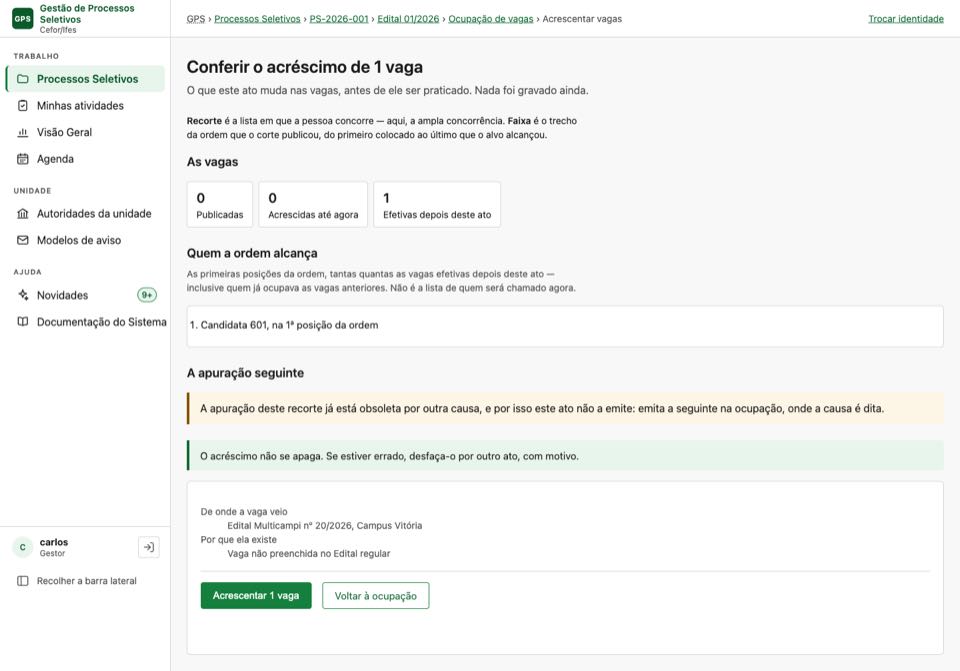 GPS
Gestão de Processos
Seletivos
Cefor/Ifes
GPS › Processos Seletivos › PS-2026-001 › Edital 01/2026 › Ocupação de vagas › Acrescentar vagas
Trocar identidade
TRABALHO
Processos Seletivos
Minhas atividades
Visão Geral
Agenda
UNIDADE
Autoridades da unidade
Modelos de aviso
AJUDA
Novidades
9+
Documentação do Sistema
C
carlos
Gestor
Recolher a barra lateral
Conferir o acréscimo de 1 vaga
O que este ato muda nas vagas, antes de ele ser praticado. Nada foi gravado ainda.
Recorte é a lista em que a pessoa concorre — aqui, a ampla concorrência. Faixa é o trecho
da ordem que o corte publicou, do primeiro colocado ao último que o alvo alcançou.
As vagas
0
Publicadas
0
Acrescidas até agora
1
Efetivas depois deste ato
Quem a ordem alcança
As primeiras posições da ordem, tantas quantas as vagas efetivas depois deste ato —
inclusive quem já ocupava as vagas anteriores. Não é a lista de quem será chamado agora.
1. Candidata 601, na 1ª posição da ordem
A apuração seguinte
A apuração deste recorte já está obsoleta por outra causa, e por isso este ato não a emite: emita a seguinte na ocupação, onde a causa é dita.
O acréscimo não se apaga. Se estiver errado, desfaça-o por outro ato, com motivo.
De onde a vaga veio
Edital Multicampi nº 20/2026, Campus Vitória
Por que ela existe
Vaga não preenchida no Edital regular
Acrescentar 1 vaga
Voltar à ocupação